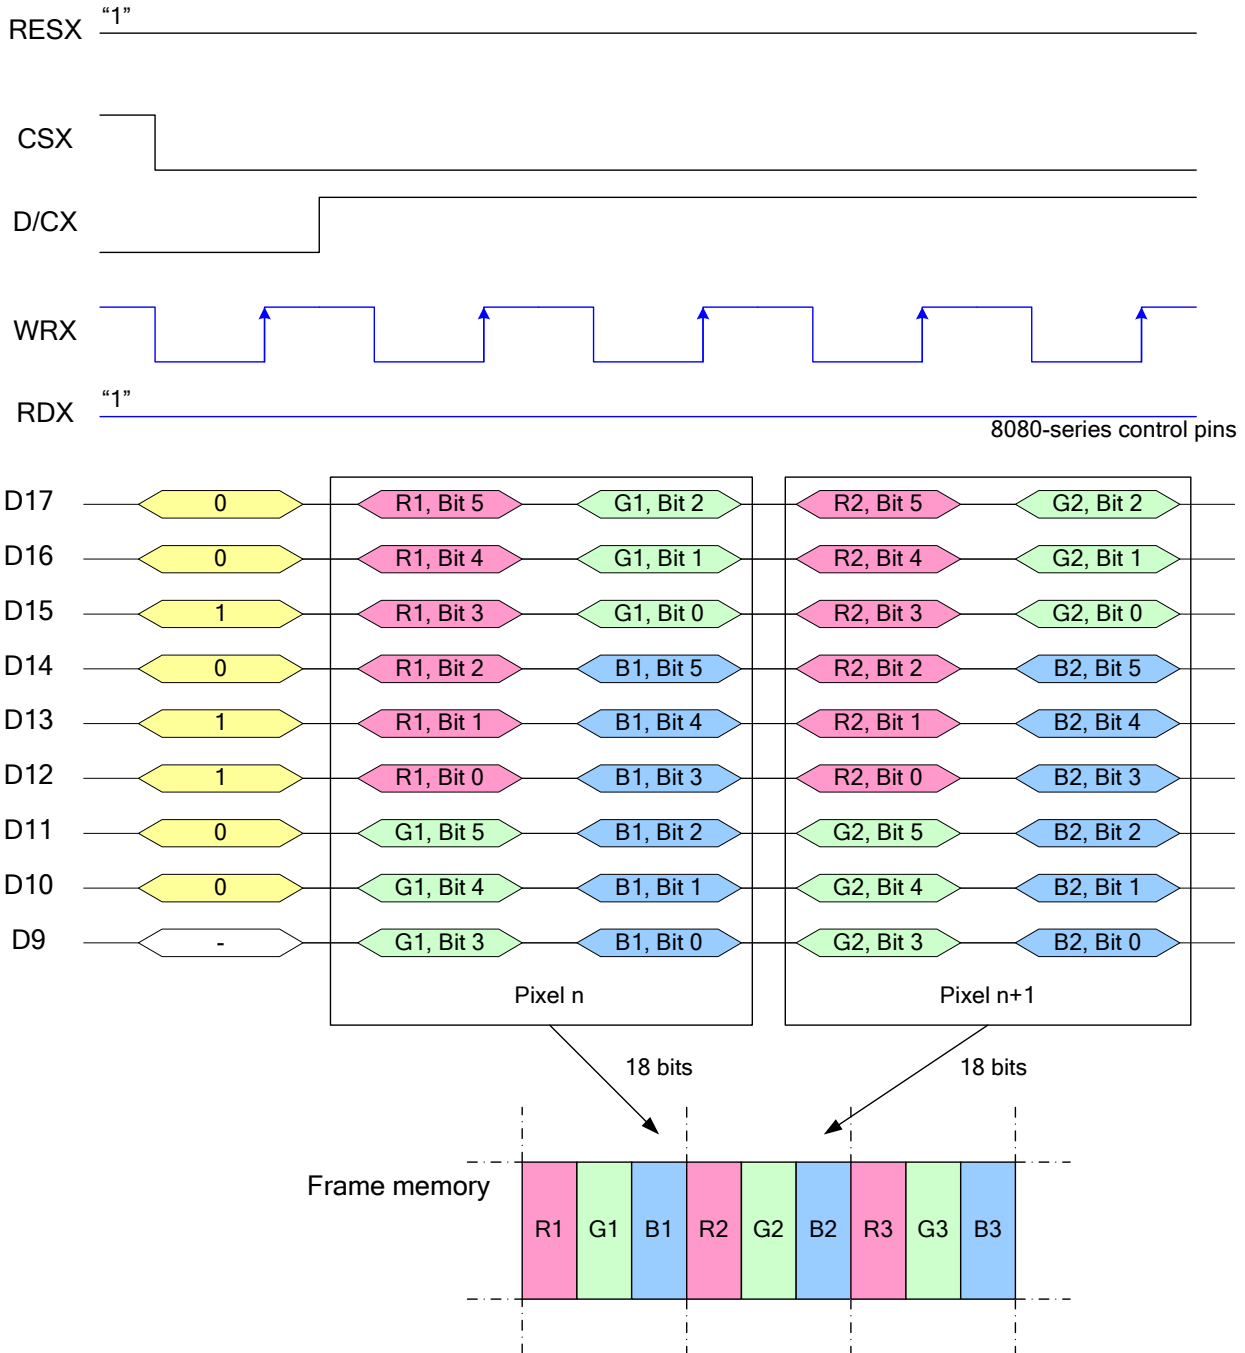 RESX “1”
CSX
D/CX
WRX
RDX “1”
8080-series control pins
D17 0 R1, Bit 5 G1, Bit 2 R2, Bit 5 G2, Bit 2
D16 0 R1, Bit 4 G1, Bit 1 R2, Bit 4 G2, Bit 1
D15 1 R1, Bit 3 G1, Bit 0 R2, Bit 3 G2, Bit 0
D14 0 R1, Bit 2 B1, Bit 5 R2, Bit 2 B2, Bit 5
D13 1 R1, Bit 1 B1, Bit 4 R2, Bit 1 B2, Bit 4
D12 1 R1, Bit 0 B1, Bit 3 R2, Bit 0 B2, Bit 3
D11 0 G1, Bit 5 B1, Bit 2 G2, Bit 5 B2, Bit 2
D10 0 G1, Bit 4 B1, Bit 1 G2, Bit 4 B2, Bit 1
D9 - G1, Bit 3 B1, Bit 0 G2, Bit 3 B2, Bit 0
Pixel n Pixel n+1
18 bits 18 bits
Frame memory
R1 G1 B1 R2 G2 B2 R3 G3 B3